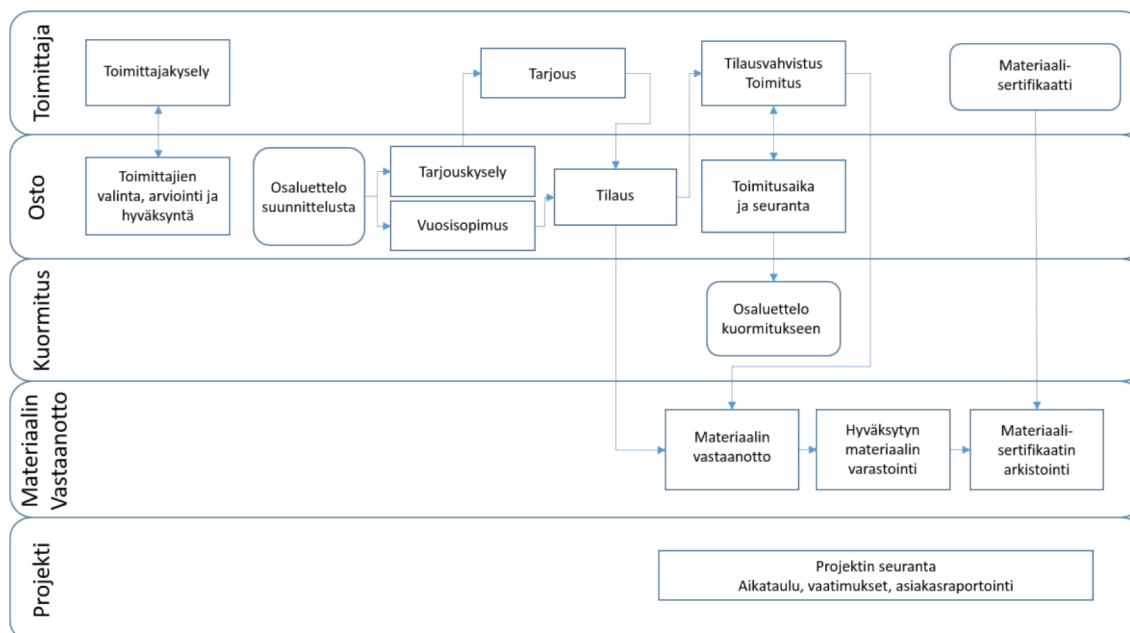 Toimittaja
Toimittajakysely
Tarjous
Tilausvahvistus
Toimitus
Materiaali-
sertifikaatti
Osto
Toimittajien
valinta, arviointi ja
hyväksyntä
Osaluettelo
suunnittelusta
Tarjouskysely
Vuosisopimus
Tilaus
Toimitusaika
ja seuranta
Kuormitus
Osaluettelo
kuormitukseen
Materiaalin
Vastaanotto
Materiaalin
vastaanotto
Hyväksytyn
materiaalin
varastointi
Materiaali-
sertifikaatin
arkistointi
Projekti
Projektin seuranta
Aikataulu, vaatimukset, asiakasraportointi